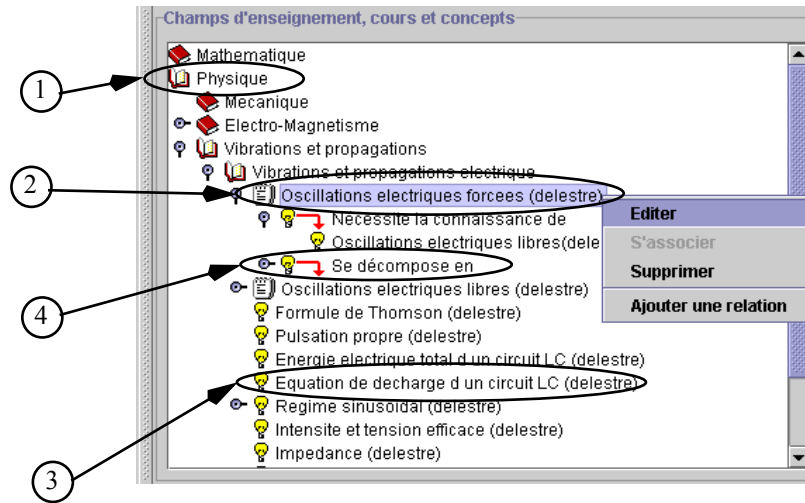 Champs d'enseignement, cours et concepts
Mathematique
1
Physique
Mecanique
Electro-Magnetisme
Vibrations et propagations
Vibrations et propagations electrique
2
Oscillations electriques forcees (delestre)
Editer
Necessite la connaissance de
S'associer
Oscillations electriques libres(dele
Se décompose en
Supprimer
4
Oscillations electriques libres (delestre)
Ajouter une relation
Formule de Thomson (delestre)
Pulsation propre (delestre)
Energie electrique total d un circuit LC (delestre)
Equation de decharge d un circuit LC (delestre)
Regime sinusoidal (delestre)
Intensite et tension efficace (delestre)
Impedance (delestre)
3